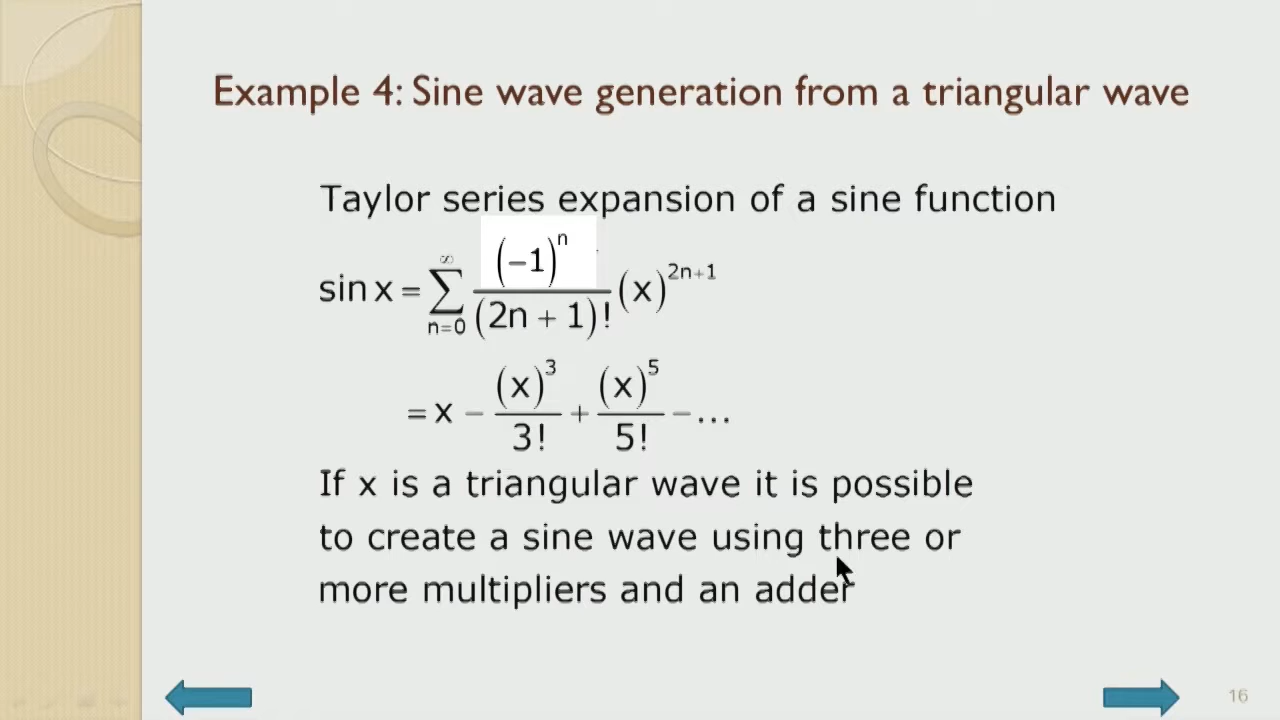 Example 4: Sine wave generation from a triangular wave
Taylor series expansion of a sine function
sin x = ∑_{n=0}^{∞} (−1)^n / (2n + 1)! (x)^{2n+1}
= x − (x)^3 / 3! + (x)^5 / 5! − ...
If x is a triangular wave it is possible
to create a sine wave using three or
more multipliers and an adder
16